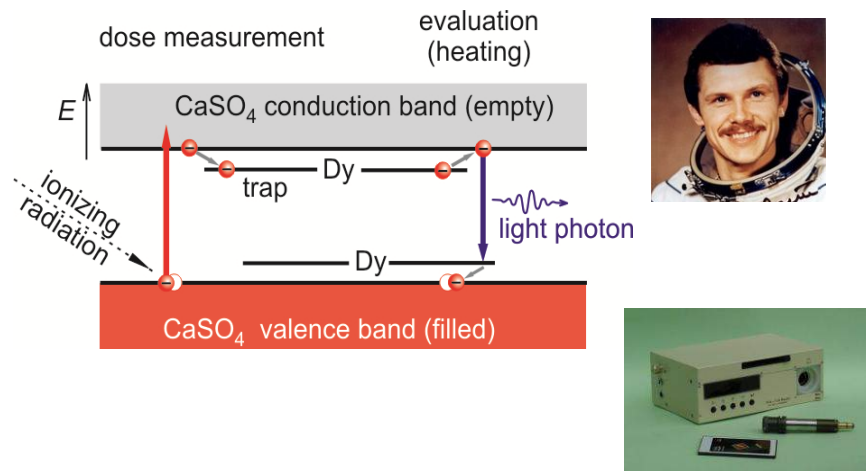 dose measurement
evaluation
(heating)
E
CaSO4 conduction band (empty)
Dy
trap
ionizing
radiation
light photon
Dy
CaSO4 valence band (filled)